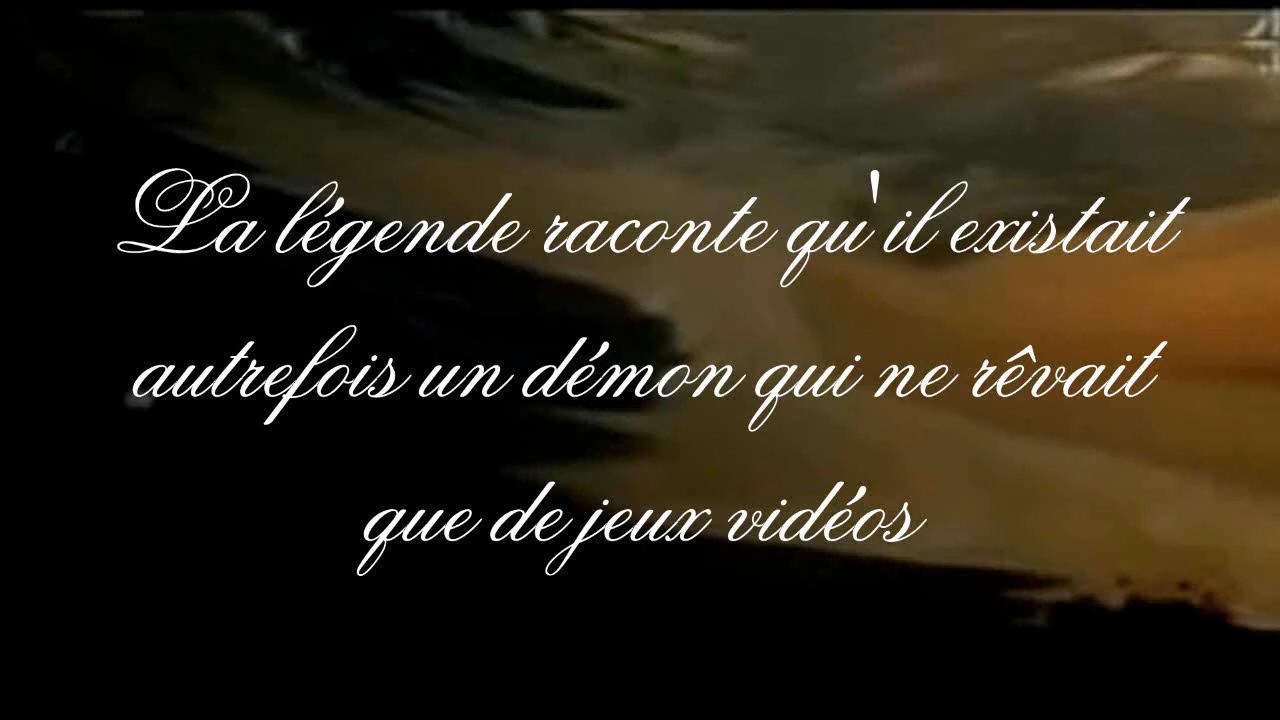 La légende raconte qu'il existait
autrefois un démon qui ne rêvait
que de jeux vidéos